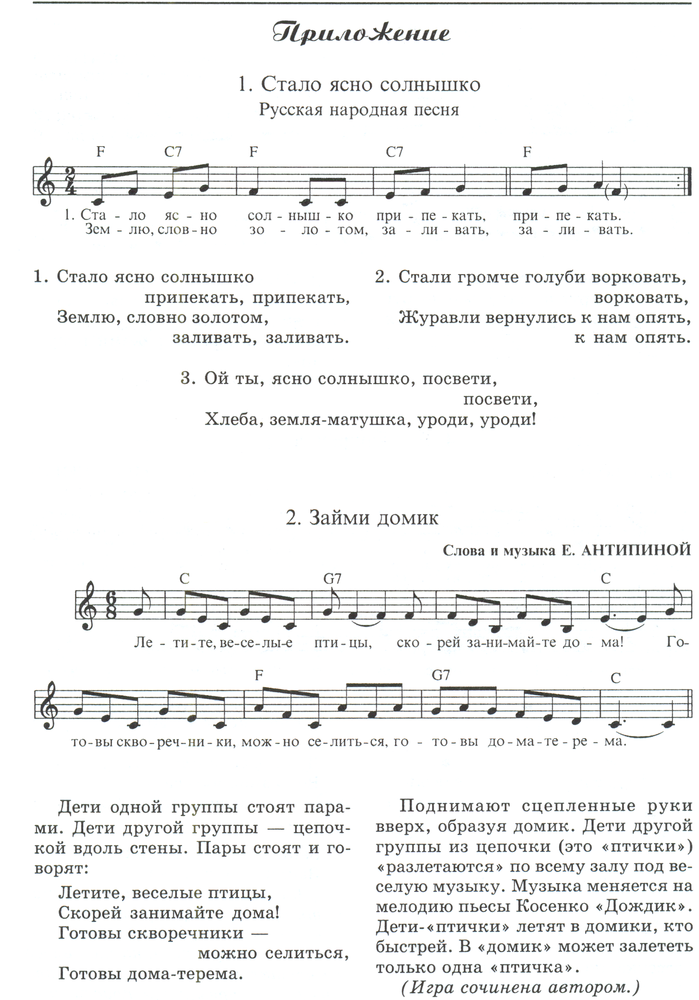 Приложение
1. Стало ясно солнышко
Русская народная песня
F C7 F C7 F
2
4
1. Ста - ло яс - но сол - ныш - ко при - пе - кать, при - пе - кать.
Зем - лю, слов - но зо - ло - том, за - ли - вать, за - ли - вать.
1. Стало ясно солнышко
припекать, припекать,
Землю, словно золотом,
заливать, заливать.
2. Стали громче голуби ворковать,
ворковать,
Журавли вернулись к нам опять,
к нам опять.
3. Ой ты, ясно солнышко, посвети,
посвети,
Хлеба, земля-матушка, уроди, уроди!
2. Займи домик
Слова и музыка Е. АНТИПИНОЙ
C G7 C
6
8
Ле - ти - те, ве-се-лы-е пти - цы, ско - рей за-ни-май-те до - ма! Го-
F G7 C
то-вы скво-реч-ни-ки, мож-но се-лить-ся, го - то-вы до-ма-те-ре-ма.
Дети одной группы стоят пара-
ми. Дети другой группы — цепоч-
кой вдоль стены. Пары стоят и го-
ворят:
Летите, веселые птицы,
Скорей занимайте дома!
Готовы скворечники —
можно селиться,
Готовы дома-терема.
Поднимают сцепленные руки
вверх, образуя домик. Дети другой
группы из цепочки (это «птички»)
«разлетаются» по всему залу под ве-
селую музыку. Музыка меняется на
мелодию пьесы Косенко «Дождик».
Дети-«птички» летят в домики, кто
быстрей. В «домик» может залететь
только одна «птичка».
(Игра сочинена автором.)